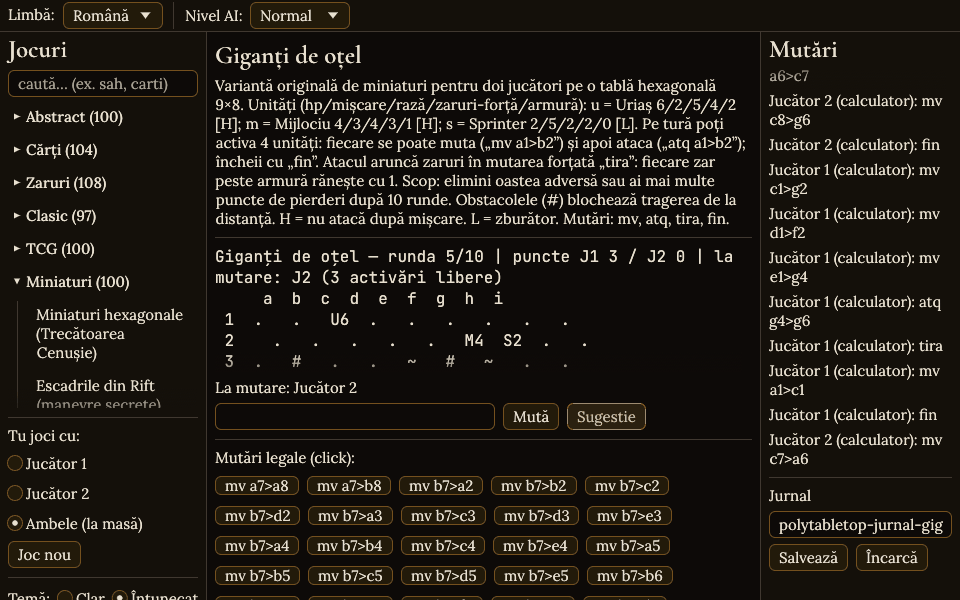 Limbă: Română ▼ Nivel AI: Normal ▼
Jocuri
caută... (ex. sah, carti)
▸ Abstract (100)
▸ Cărți (104)
▸ Zaruri (108)
▸ Clasic (97)
▸ TCG (100)
▾ Miniaturi (100)
Miniaturi hexagonale
(Trecătoarea
Cenușie)
Escadrile din Rift
(manevre secrete)
Tu joci cu:
Jucător 1
Jucător 2
Ambele (la masă)
Joc nou
Temă: Clar Întunecat
Giganți de oțel
Variantă originală de miniaturi pentru doi jucători pe o tablă hexagonală
9×8. Unități (hp/mișcare/rază/zaruri-forță/armură): u = Uriaș 6/2/5/4/2
[H]; m = Mijlociu 4/3/4/3/1 [H]; s = Sprinter 2/5/2/2/0 [L]. Pe tură poți
activa 4 unități: fiecare se poate muta („mv a1>b2”) și apoi ataca („atq a1>b2”);
închei cu „fin”. Atacul aruncă zaruri în mutarea forțată „tira”: fiecare zar
peste armură rănește cu 1. Scop: elimini oastea adversă sau ai mai multe
puncte de pierderi după 10 runde. Obstacolele (#) blochează tragerea de la
distanță. H = nu atacă după mișcare. L = zburător. Mutări: mv, atq, tira, fin.
Giganți de oțel — runda 5/10 | puncte J1 3 / J2 0 | la
mutare: J2 (3 activări libere)
a b c d e f g h i
1 . . U6 . . . . . .
2 . . . . . M4 S2 . .
3 . # . . ~ # ~ . .
La mutare: Jucător 2
Mută Sugestie
Mutări legale (click):
mv a7>a8 mv a7>b8 mv b7>a2 mv b7>b2 mv b7>c2
mv b7>d2 mv b7>a3 mv b7>c3 mv b7>d3 mv b7>e3
mv b7>a4 mv b7>b4 mv b7>c4 mv b7>e4 mv b7>a5
mv b7>b5 mv b7>c5 mv b7>d5 mv b7>e5 mv b7>b6
Mutări
a6>c7
Jucător 2 (calculator): mv
c8>g6
Jucător 2 (calculator): fin
Jucător 1 (calculator): mv
c1>g2
Jucător 1 (calculator): mv
d1>f2
Jucător 1 (calculator): mv
e1>g4
Jucător 1 (calculator): atq
g4>g6
Jucător 1 (calculator): tira
Jucător 1 (calculator): mv
a1>c1
Jucător 1 (calculator): fin
Jucător 2 (calculator): mv
c7>a6
Jurnal
polytabletop-jurnal-gig
Salvează Încarcă